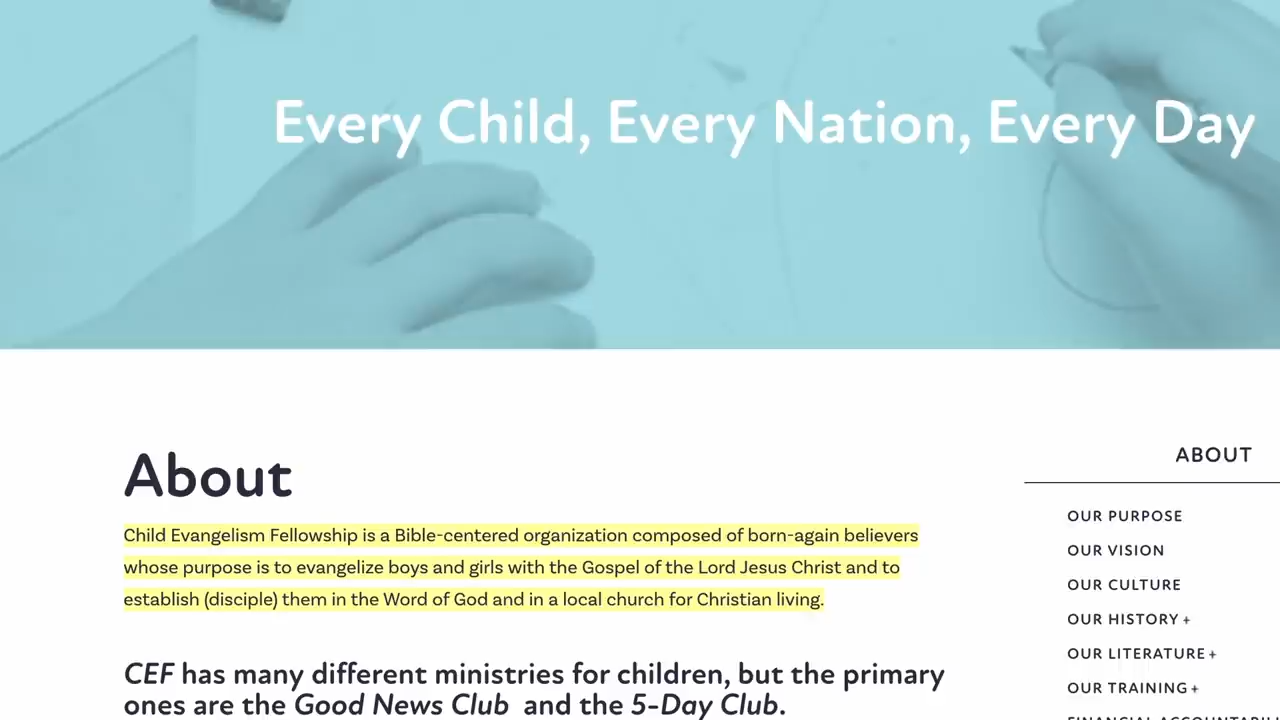 Every Child, Every Nation, Every Day
About
Child Evangelism Fellowship is a Bible-centered organization composed of born-again believers
whose purpose is to evangelize boys and girls with the Gospel of the Lord Jesus Christ and to
establish (disciple) them in the Word of God and in a local church for Christian living.
CEF has many different ministries for children, but the primary
ones are the Good News Club and the 5-Day Club.
ABOUT
OUR PURPOSE
OUR VISION
OUR CULTURE
OUR HISTORY +
OUR LITERATURE +
OUR TRAINING +